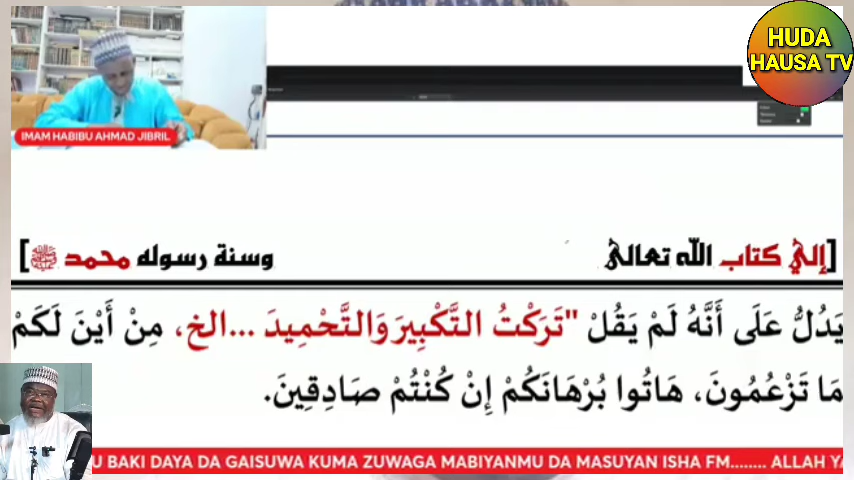 HUDA
HAUSA TV
IMAM HABIBU AHMAD JIBRIL
[إلى كتاب الله تعالى وسنة رسوله محمد ﷺ]
يَدُلُّ عَلَى أَنَّهُ لَمْ يَقُلْ "تَرَكْتُ التَّكْبِيرَ وَالتَّحْمِيدَ ...الخ، مِنْ أَيْنَ لَكَمْ
مَا تَزْعُمُونَ، هَاتُوا بُرْهَانَكُمْ إِنْ كُنْتُمْ صَادِقِينَ.
U BAKI DAYA DA GAISUWA KUMA ZUWAGA MABIYANMU DA MASUYAN ISHA FM........ ALLAH YA